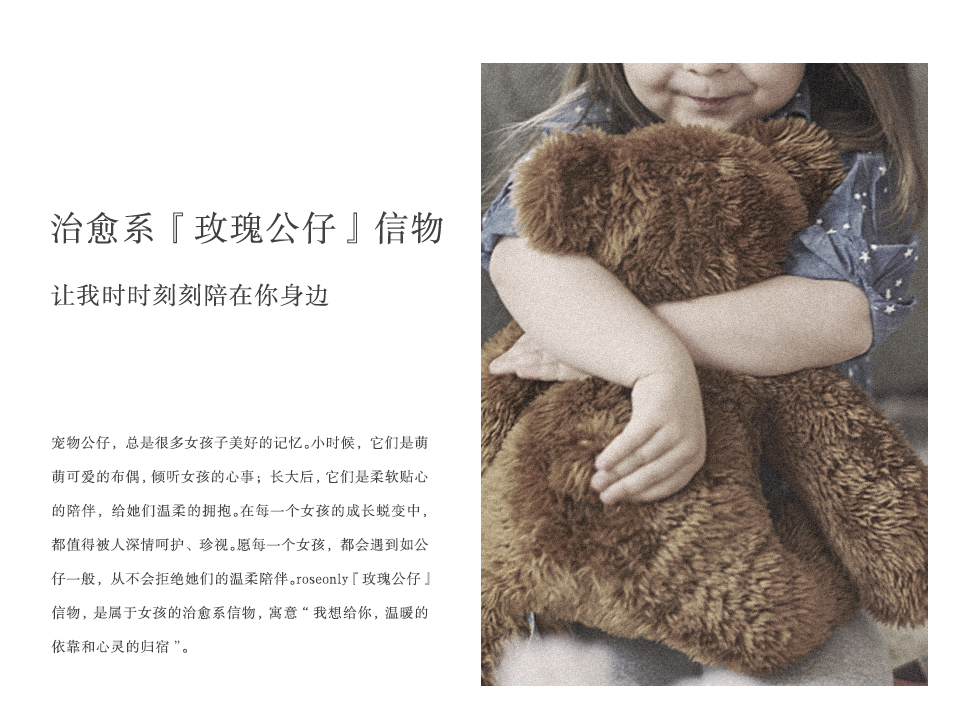 治愈系『玫瑰公仔』信物
让我时时刻刻陪在你身边
宠物公仔，总是很多女孩子美好的记忆。小时候，它们是萌
萌可爱的布偶，倾听女孩的心事；长大后，它们是柔软贴心
的陪伴，给她们温柔的拥抱。在每一个女孩的成长蜕变中，
都值得被人深情呵护、珍视。愿每一个女孩，都会遇到如公
仔一般，从不会拒绝她们的温柔陪伴。roseonly『玫瑰公仔』
信物，是属于女孩的治愈系信物，寓意“我想给你，温暖的
依靠和心灵的归宿”。